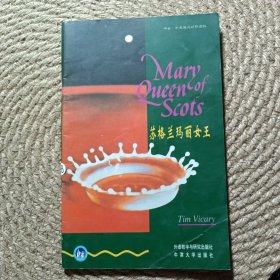 Mary
Queen of
Scots
苏格兰玛丽女王
Tim Vicary
外语教学与研究出版社
牛津大学出版社